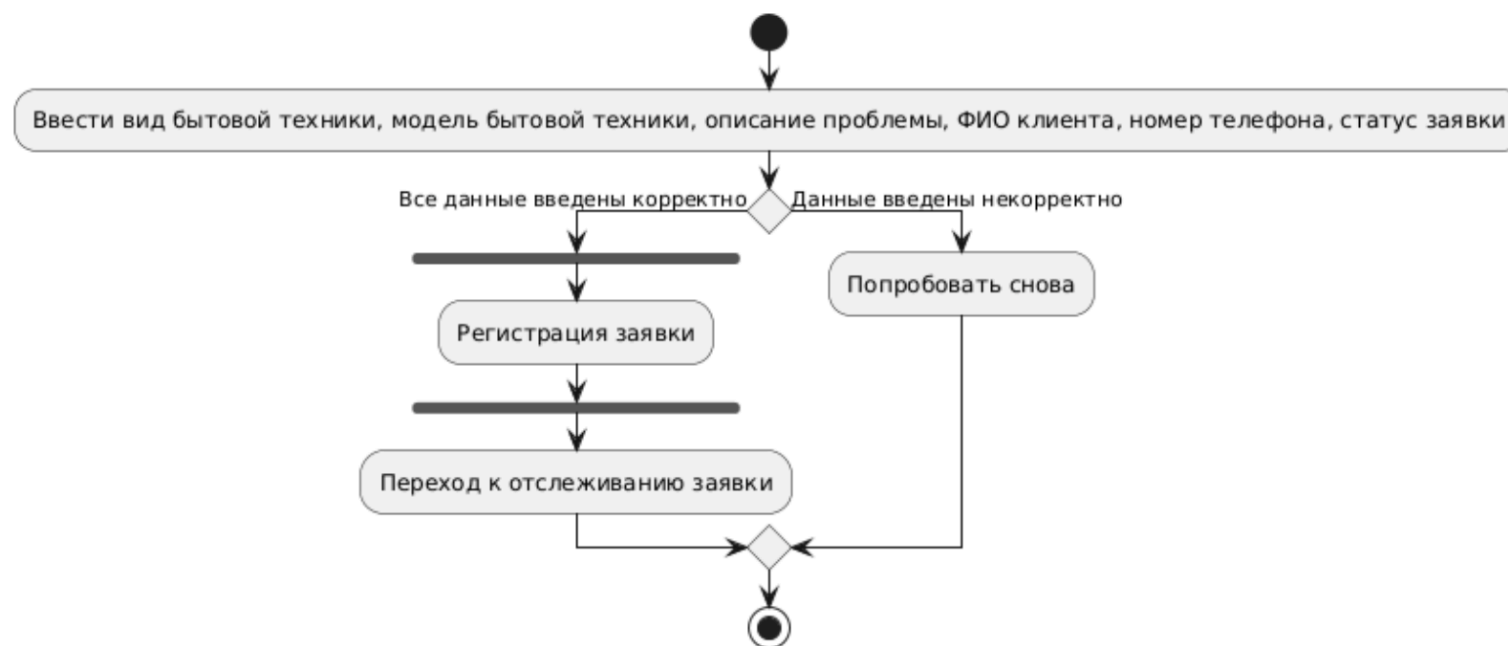 Ввести вид бытовой техники, модель бытовой техники, описание проблемы, ФИО клиента, номер телефона, статус заявки
Все данные введены корректно
Данные введены некорректно
Попробовать снова
Регистрация заявки
Переход к отслеживанию заявки